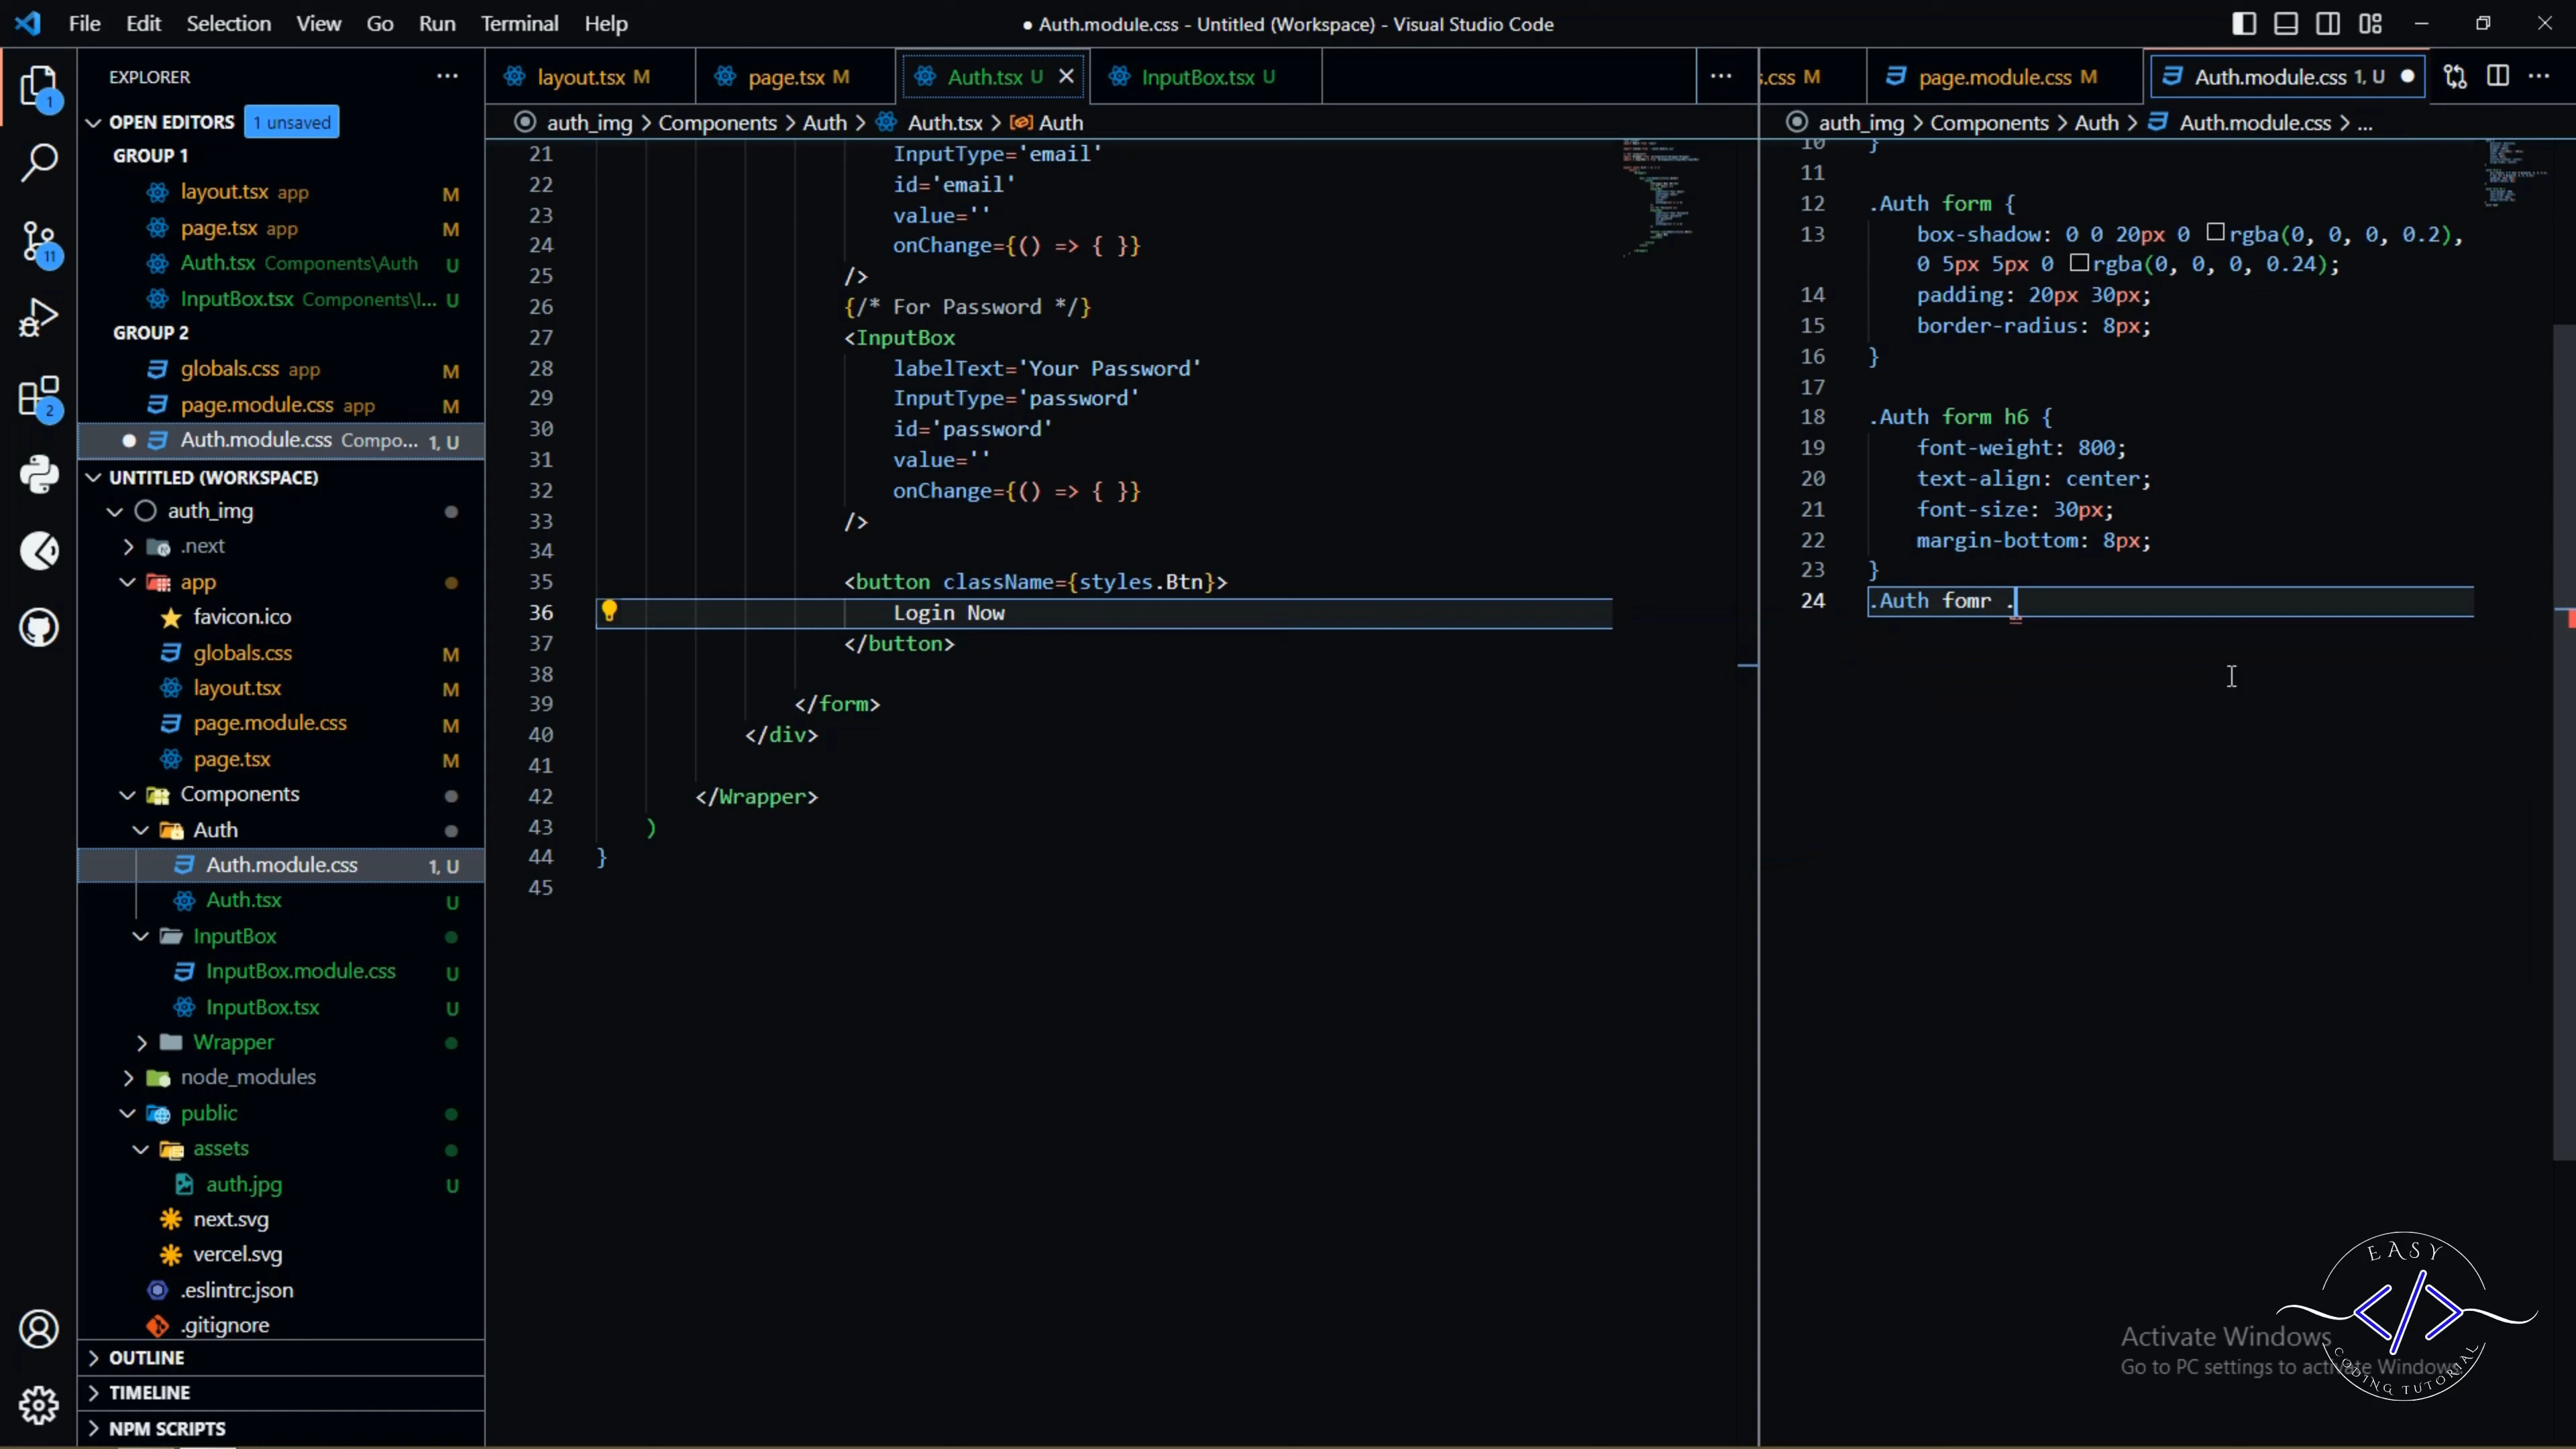 File Edit Selection View Go Run Terminal Help
● Auth.module.css - Untitled (Workspace) - Visual Studio Code
EXPLORER
OPEN EDITORS 1 unsaved
GROUP 1
layout.tsx app M
page.tsx app M
Auth.tsx Components\Auth U
InputBox.tsx Components\I... U
GROUP 2
globals.css app M
page.module.css app M
Auth.module.css Compo... 1, U
UNTITLED (WORKSPACE)
auth_img
.next
app
favicon.ico
globals.css M
layout.tsx M
page.module.css M
page.tsx M
Components
Auth
Auth.module.css 1, U
Auth.tsx U
InputBox
InputBox.module.css U
InputBox.tsx U
Wrapper
node_modules
public
assets
auth.jpg U
next.svg
vercel.svg
.eslintrc.json
.gitignore
OUTLINE
TIMELINE
NPM SCRIPTS
1
11
2
layout.tsx M page.tsx M Auth.tsx U InputBox.tsx U
auth_img > Components > Auth > Auth.tsx > Auth
21 InputType='email'
22 id='email'
23 value=''
24 onChange={() => { }}
25 />
26 {/* For Password */}
27 <InputBox
28 labelText='Your Password'
29 InputType='password'
30 id='password'
31 value=''
32 onChange={() => { }}
33 />
34
35 <button className={styles.Btn}>
36 Login Now
37 </button>
38
39 </form>
40 </div>
41
42 </Wrapper>
43 )
44 }
45
s.css M page.module.css M Auth.module.css 1, U
auth_img > Components > Auth > Auth.module.css > ...
10 }
11
12 .Auth form {
13 box-shadow: 0 0 20px 0 rgba(0, 0, 0, 0.2),
0 5px 5px 0 rgba(0, 0, 0, 0.24);
14 padding: 20px 30px;
15 border-radius: 8px;
16 }
17
18 .Auth form h6 {
19 font-weight: 800;
20 text-align: center;
21 font-size: 30px;
22 margin-bottom: 8px;
23 }
24 .Auth fomr .
Activate Windows
Go to PC settings to activate Windows.
EASY
</>
CODING TUTORIAL